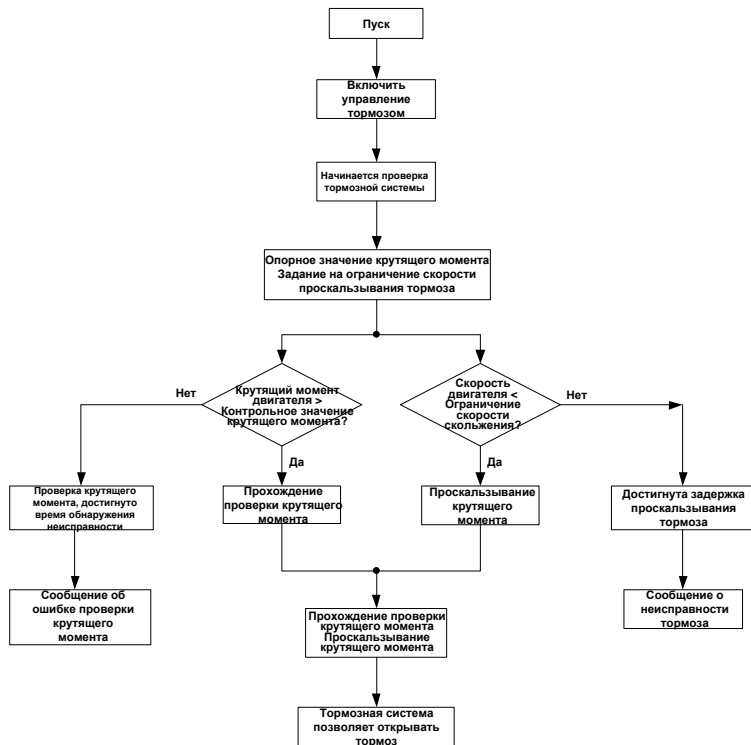 Пуск
Включить
управление
тормозом
Начинается проверка
тормозной системы
Опорное значение крутящего момента
Задание на ограничение скорости
проскальзывания тормоза
Нет
Крутящий момент
двигателя >
Контрольное значение
крутящего момента?
Да
Скорость
двигателя <
Ограничение
скорости
скольжения?
Нет
Да
Проверка крутящего
момента, достигнуто
время обнаружения
неисправности
Прохождение
проверки крутящего
момента
Проскальзывание
крутящего
момента
Достигнута задержка
проскальзывания
тормоза
Сообщение об
ошибке проверки
крутящего
момента
Прохождение проверки
крутящего момента
Проскальзывание
крутящего момента
Сообщение о
неисправности
тормоза
Тормозная система
позволяет открывать
тормоз